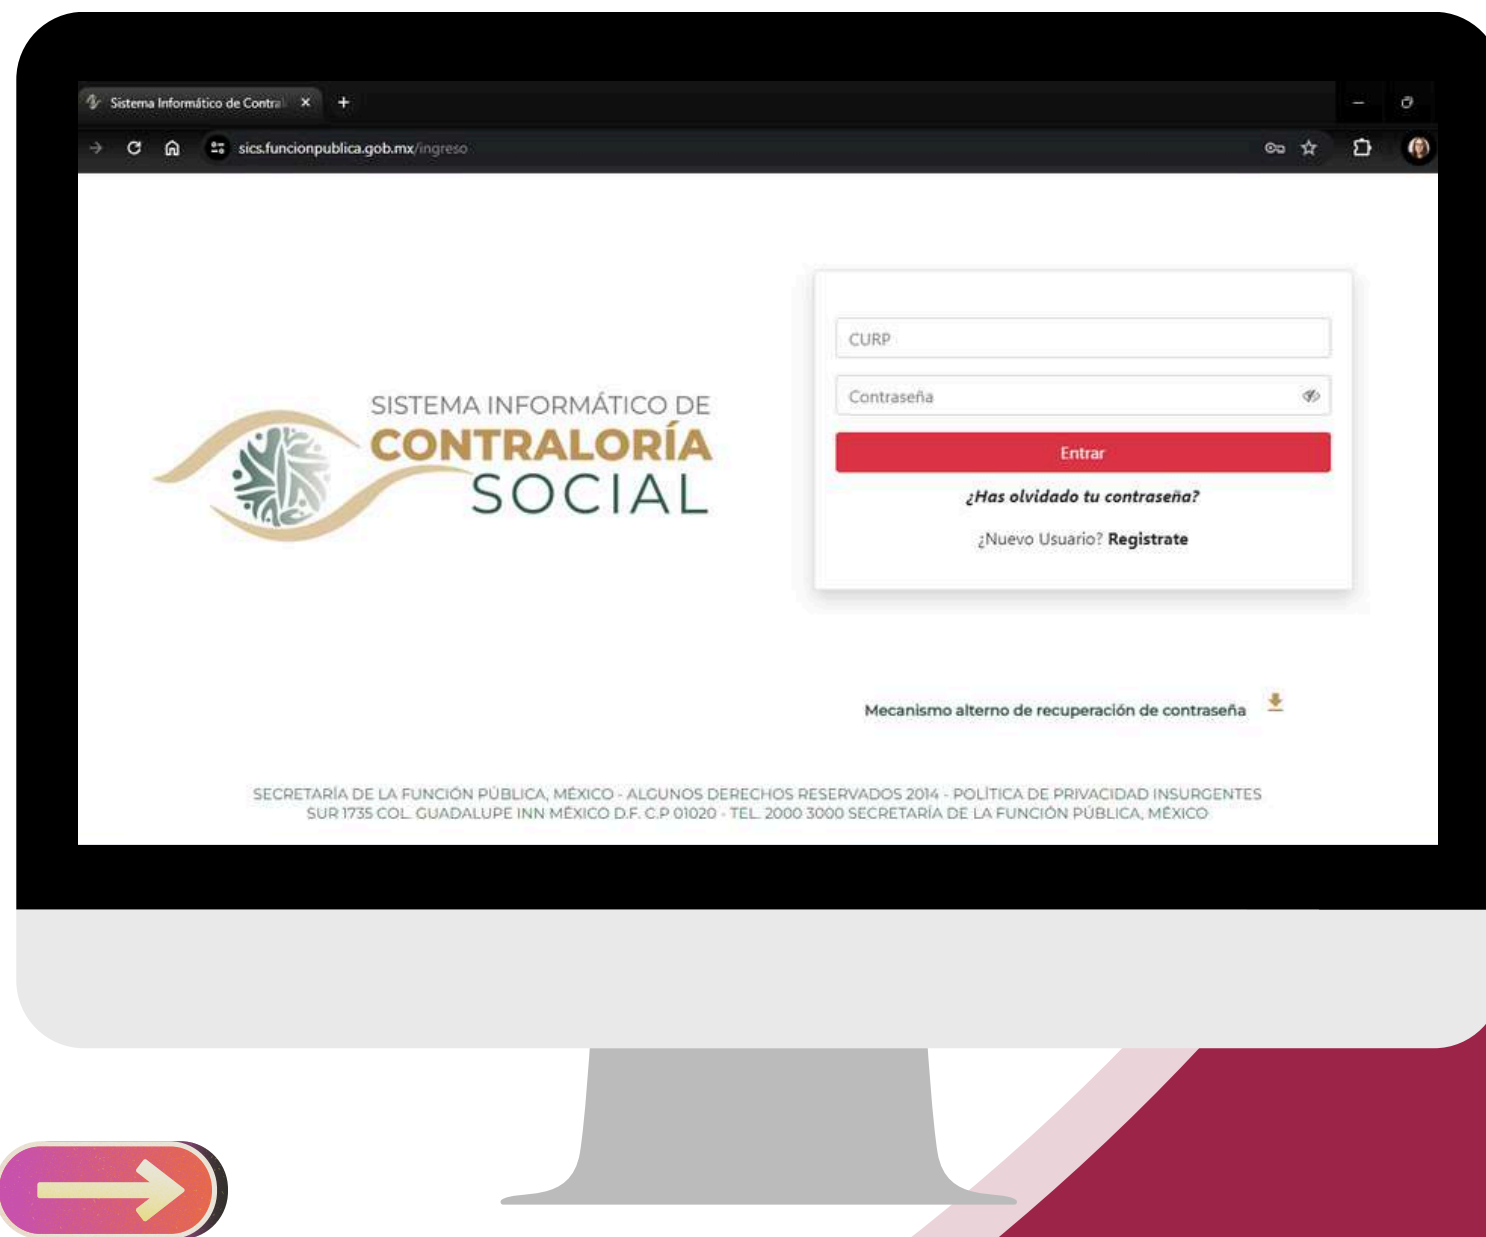 Sistema Informático de Contral
sics.funcionpublica.gob.mx/ingreso
SISTEMA INFORMÁTICO DE
CONTRALORÍA
SOCIAL
CURP
Contraseña
Entrar
¿Has olvidado tu contraseña?
¿Nuevo Usuario? Registrate
Mecanismo alterno de recuperación de contraseña
SECRETARÍA DE LA FUNCIÓN PÚBLICA, MÉXICO - ALGUNOS DERECHOS RESERVADOS 2014 - POLÍTICA DE PRIVACIDAD INSURGENTES
SUR 1735 COL. GUADALUPE INN MÉXICO D.F. C.P 01020 - TEL. 2000 3000 SECRETARÍA DE LA FUNCIÓN PÚBLICA, MÉXICO